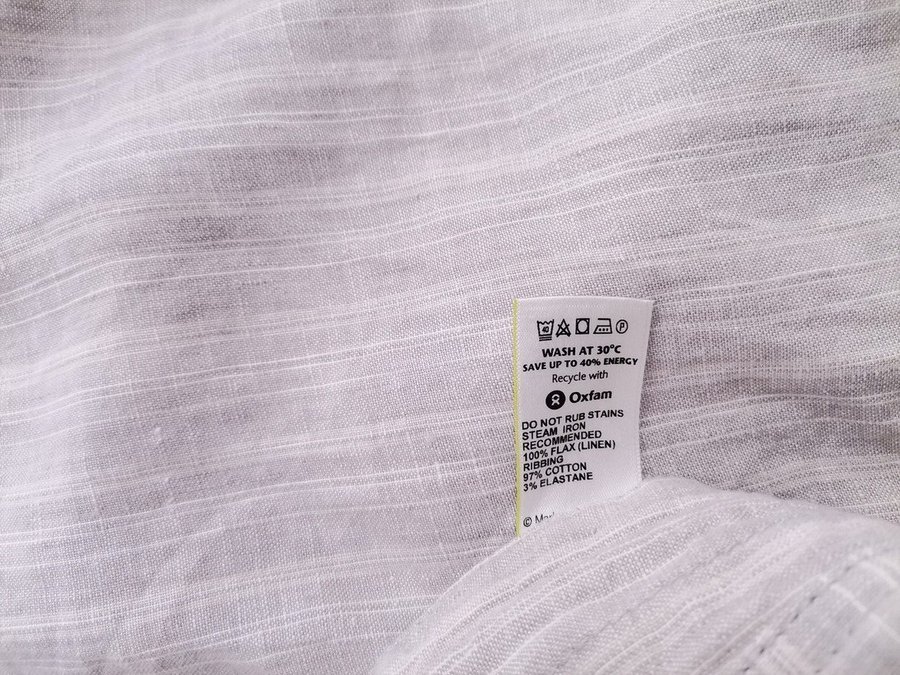 40 P
WASH AT 30°C
SAVE UP TO 40% ENERGY
Recycle with
Oxfam
DO NOT RUB STAINS
STEAM IRON
RECOMMENDED
100% FLAX (LINEN)
RIBBING
97% COTTON
3% ELASTANE
©